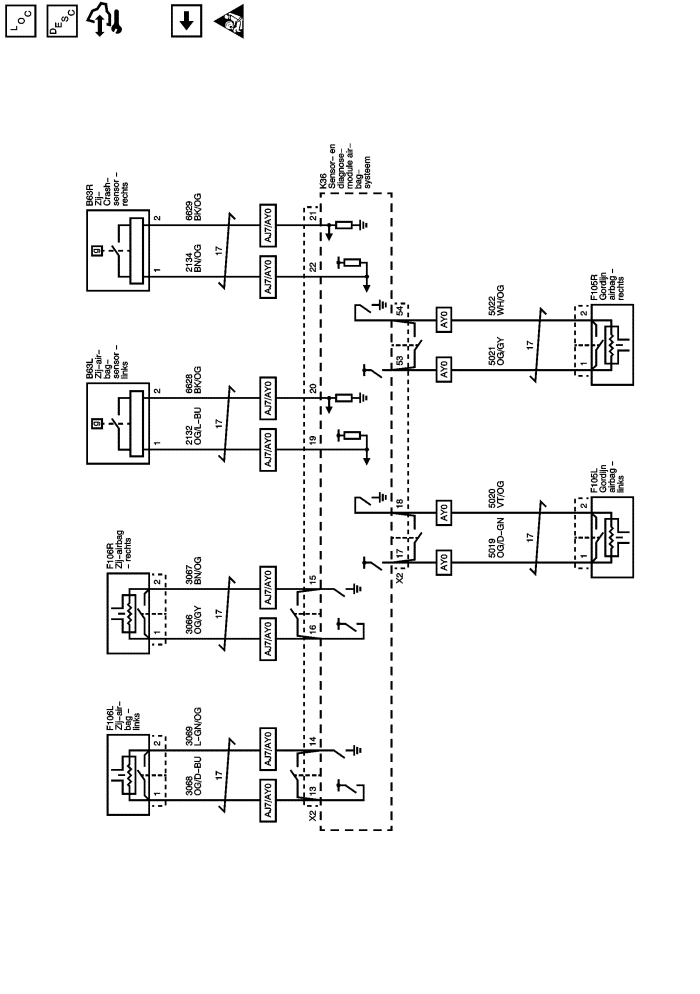 LOC
DESC
K36
Sensor- en
diagnose-
module air-
bag-
systeem
B63R
Zij-
Crash-
sensor -
rechts
g
1
2
2134
BN/OG
6629
BK/OG
17
AJ7/AY0
AJ7/AY0
22
21
B63L
Zij-air-
bag-
sensor -
links
g
1
2
2132
OG/L-BU
6628
BK/OG
17
AJ7/AY0
AJ7/AY0
19
20
F106R
Zij-airbag
- rechts
1
2
3066
OG/GY
3067
BN/OG
17
AJ7/AY0
AJ7/AY0
16
15
F106L
Zij-air-
bag -
links
1
2
3068
OG/D-BU
3069
L-GN/OG
17
AJ7/AY0
AJ7/AY0
X2
13
14
53
54
AY0
AY0
5021
OG/GY
5022
WH/OG
17
1
2
F105R
Gordijn
airbag -
rechts
X2
17
18
AY0
AY0
5019
OG/D-GN
5020
VT/OG
17
1
2
F105L
Gordijn
airbag -
links